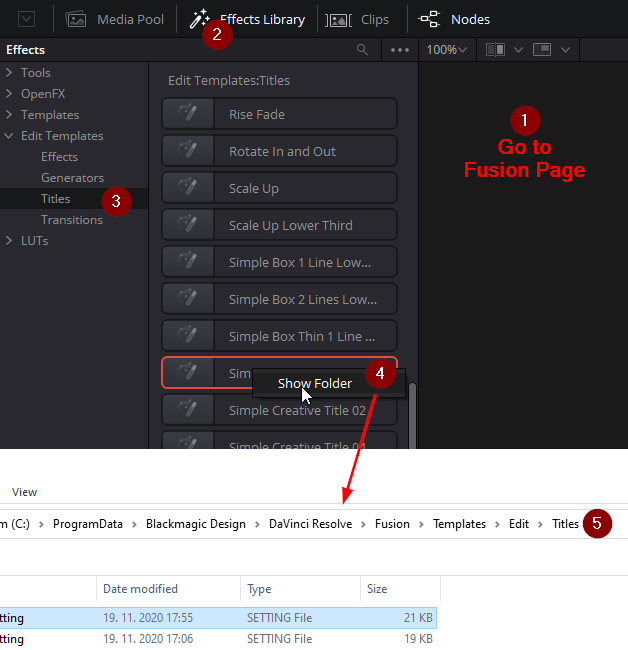 Media Pool
Effects Library
Clips
Nodes
2
Effects
100%
Tools
OpenFX
Templates
Edit Templates
Effects
Generators
Titles
3
Transitions
LUTs
Edit Templates:Titles
Rise Fade
Rotate In and Out
Scale Up
Scale Up Lower Third
Simple Box 1 Line Low...
Simple Box 2 Lines Low...
Simple Box Thin 1 Line ...
Sim
Show Folder
4
Simple Creative Title 02
Simple Creative Title 04
1
Go to
Fusion Page
View
m (C:) > ProgramData > Blackmagic Design > DaVinci Resolve > Fusion > Templates > Edit > Titles
5
Date modified Type Size
tting 19. 11. 2020 17:55 SETTING File 21 KB
tting 19. 11. 2020 17:06 SETTING File 19 KB